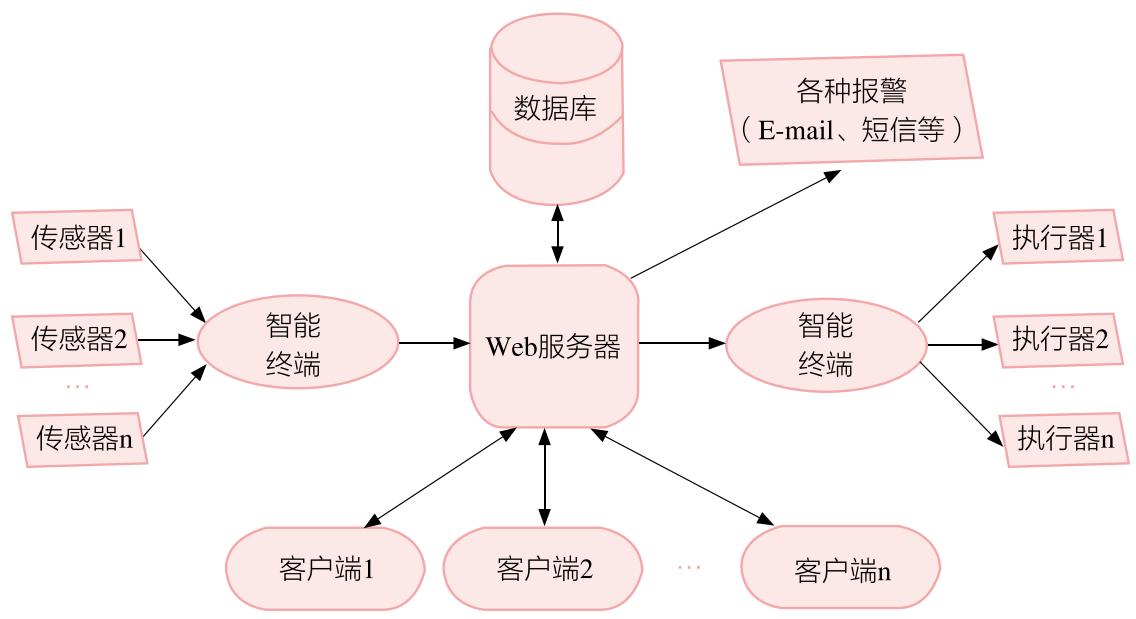 数据库
各种报警
（E-mail、短信等）
传感器1
传感器2
…
传感器n
智能
终端
Web服务器
智能
终端
执行器1
执行器2
…
执行器n
客户端1
客户端2
…
客户端n